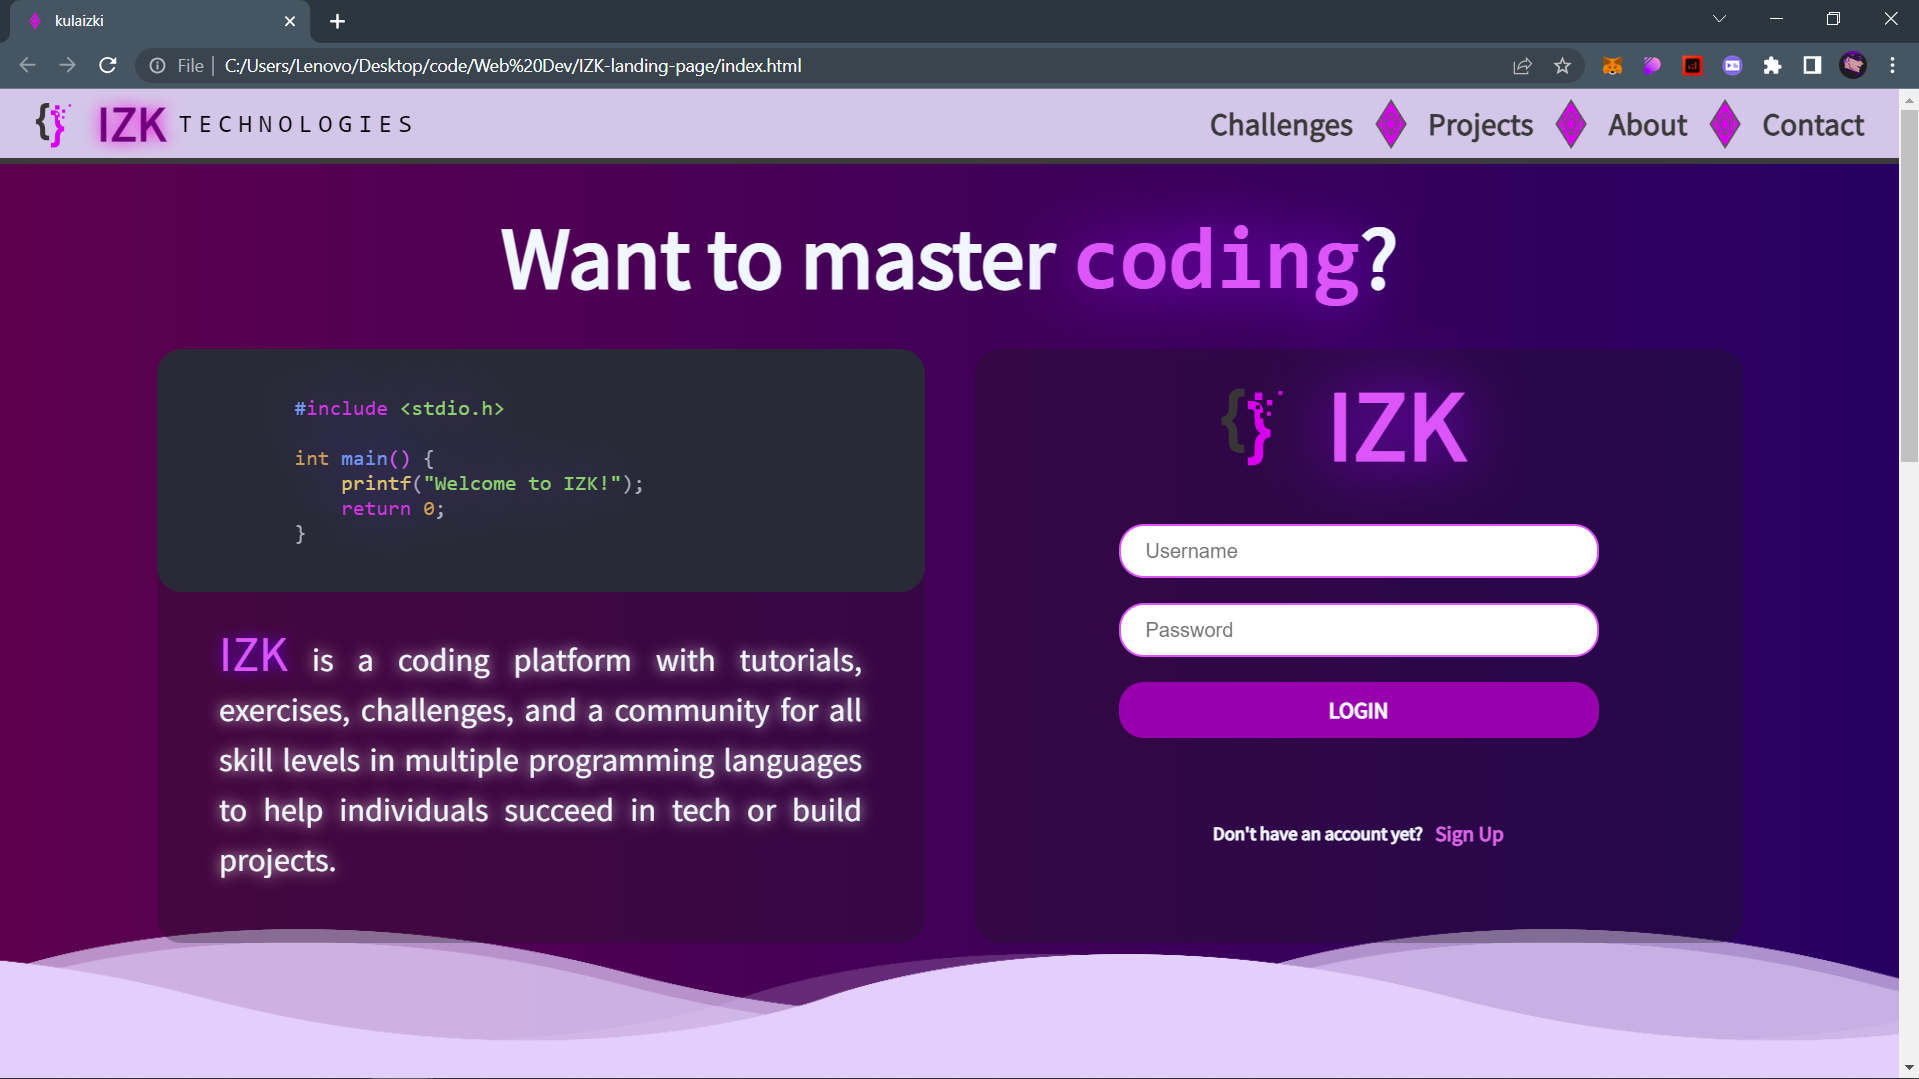 kulaizki
File | C:/Users/Lenovo/Desktop/code/Web%20Dev/IZK-landing-page/index.html
IZK TECHNOLOGIES
Challenges Projects About Contact
Want to master coding?
#include <stdio.h>
int main() {
    printf("Welcome to IZK!");
    return 0;
}
IZK is a coding platform with tutorials,
exercises, challenges, and a community for all
skill levels in multiple programming languages
to help individuals succeed in tech or build
projects.
IZK
Username
Password
LOGIN
Don't have an account yet? Sign Up